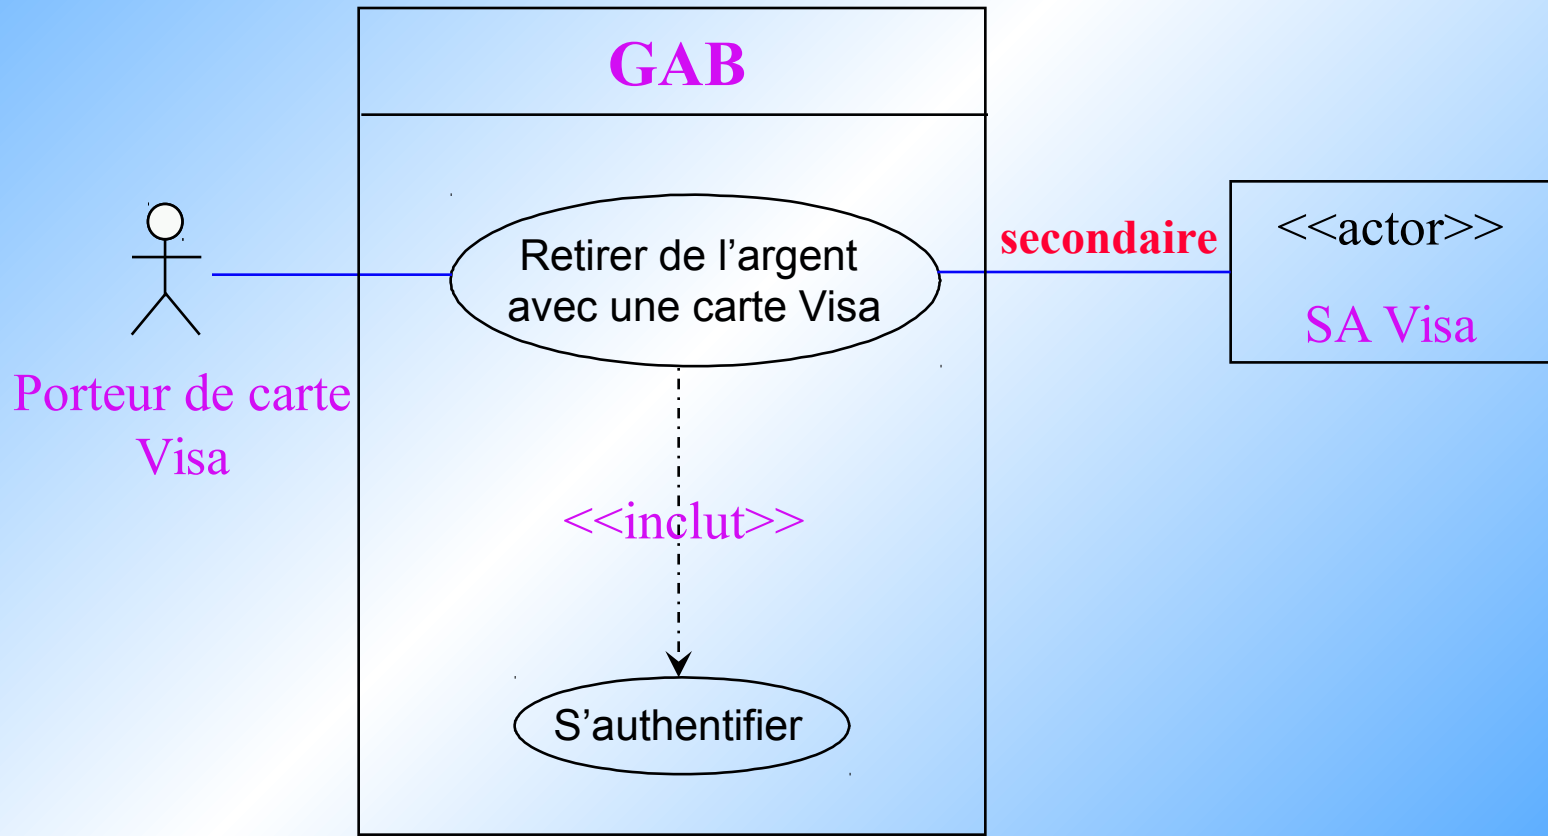 GAB
Retirer de l’argent
avec une carte Visa
secondaire
<<actor>>
SA Visa
Porteur de carte
Visa
<<inclut>>
S’authentifier